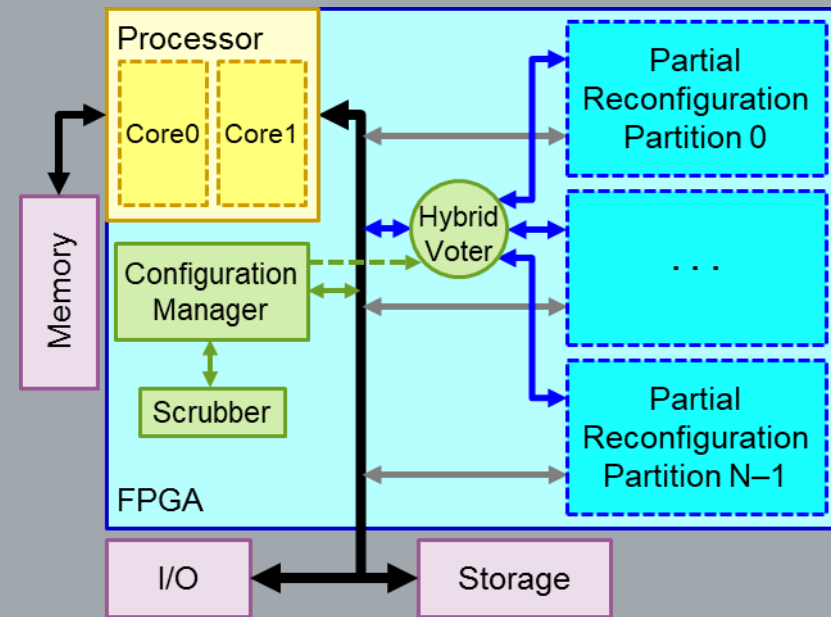 Processor
Core0
Core1
Memory
Configuration
Manager
Scrubber
FPGA
Hybrid
Voter
Partial
Reconfiguration
Partition 0
. . .
Partial
Reconfiguration
Partition N–1
I/O
Storage